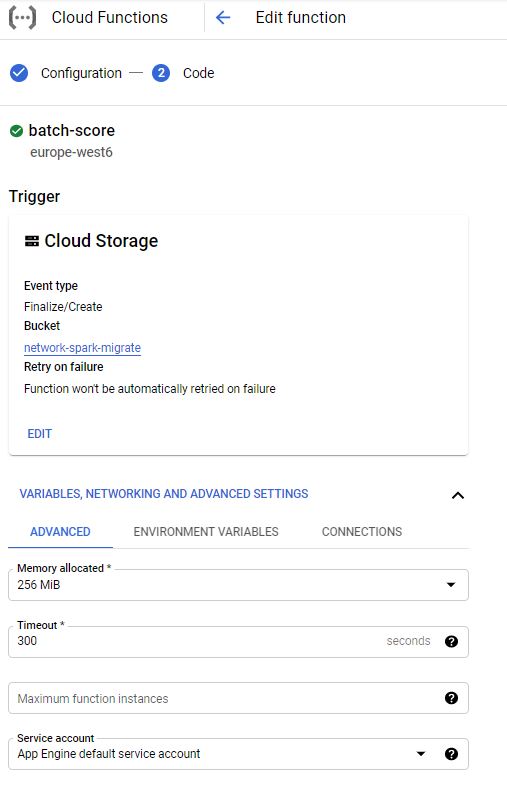 Cloud Functions
Edit function
Configuration — 2 Code
batch-score
europe-west6
Trigger
Cloud Storage
Event type
Finalize/Create
Bucket
network-spark-migrate
Retry on failure
Function won't be automatically retried on failure
EDIT
VARIABLES, NETWORKING AND ADVANCED SETTINGS
ADVANCED ENVIRONMENT VARIABLES CONNECTIONS
Memory allocated *
256 MiB
Timeout *
300 seconds ?
Maximum function instances ?
Service account
App Engine default service account ?